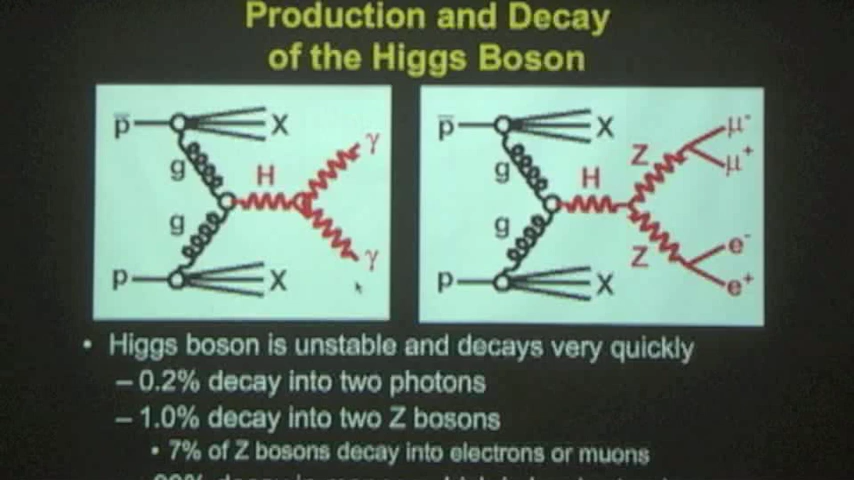 Production and Decay
of the Higgs Boson
p̅ X
g
H
γ
g
γ
p X
p̅ X
g
H
Z
μ⁻
μ⁺
g
Z
e⁻
e⁺
p X
• Higgs boson is unstable and decays very quickly
– 0.2% decay into two photons
– 1.0% decay into two Z bosons
• 7% of Z bosons decay into electrons or muons